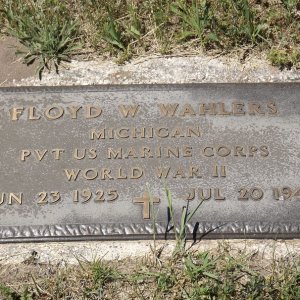 FLOYD W WAHLERS
MICHIGAN
PVT US MARINE CORPS
WORLD WAR II
UN 23 1925 JUL 20 19